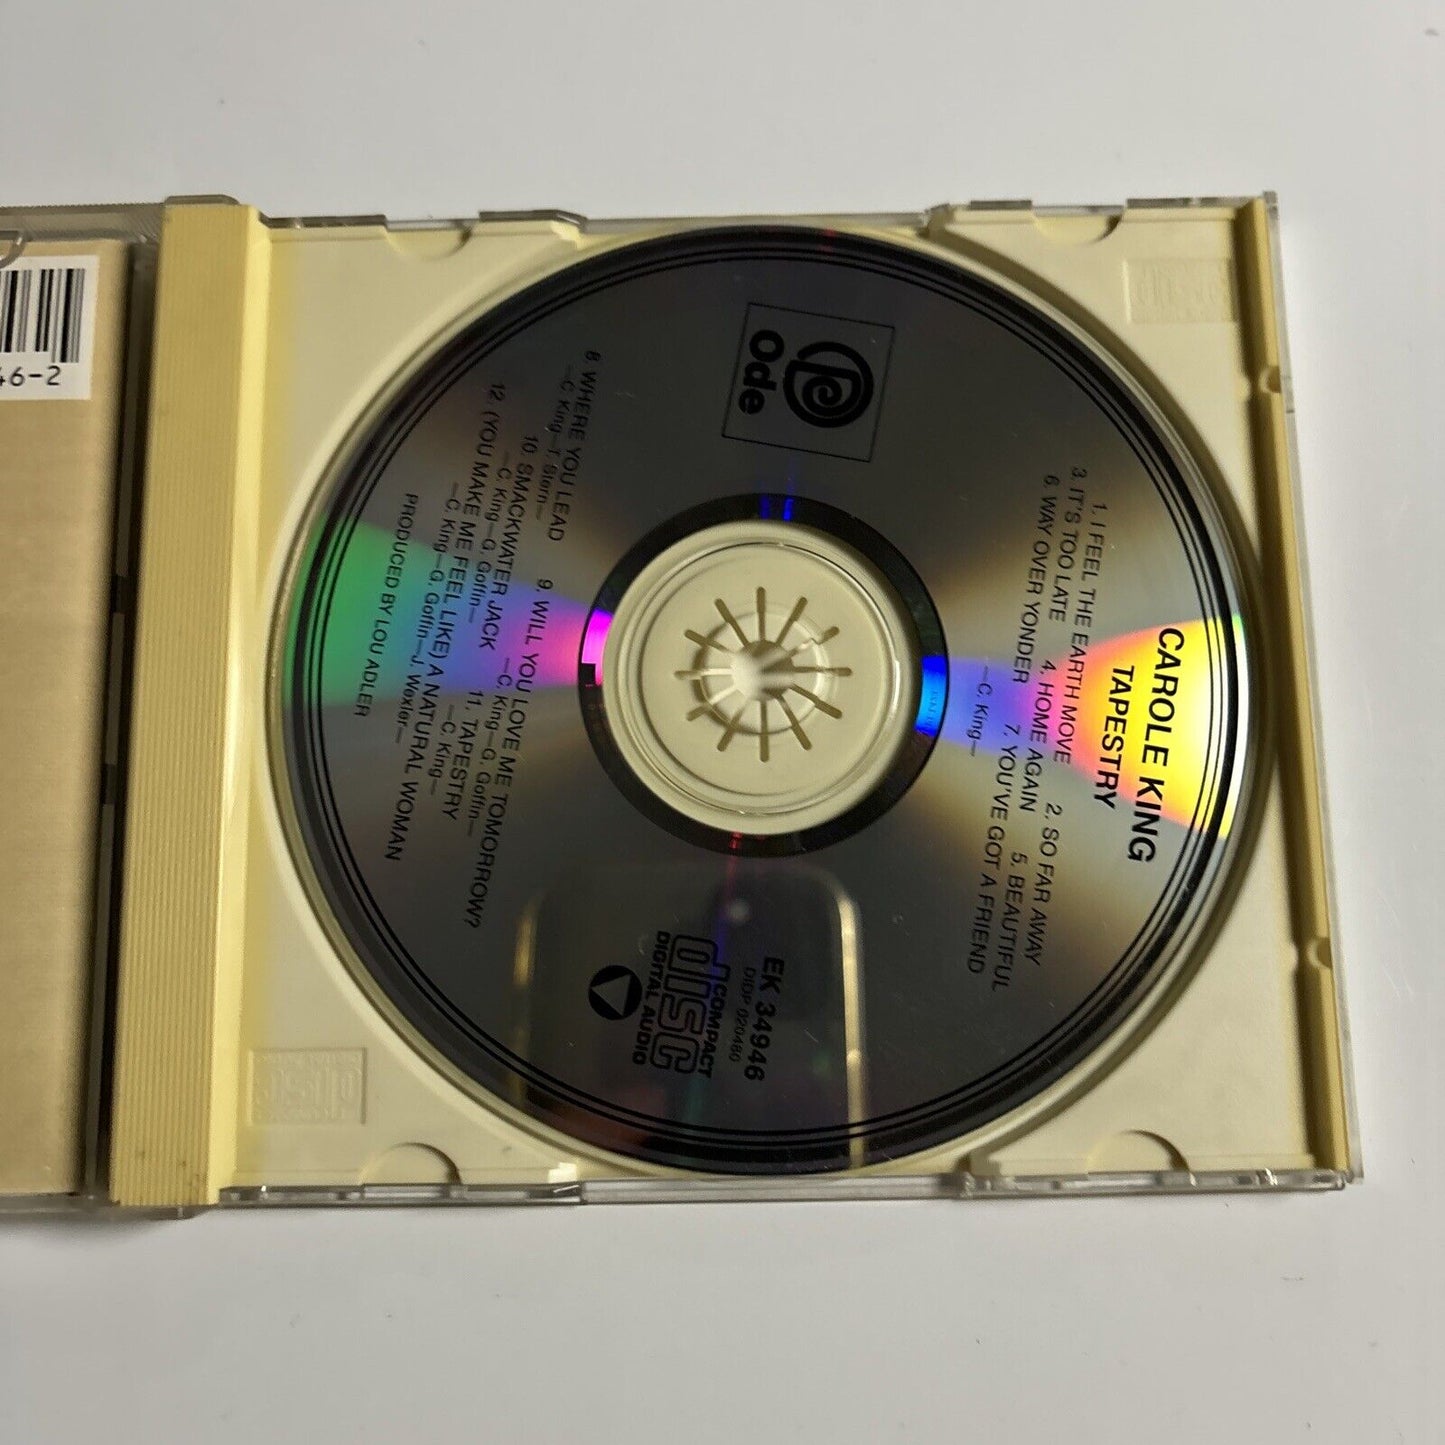 CAROLE KING
TAPESTRY
1. I FEEL THE EARTH MOVE 2. SO FAR AWAY
3. IT'S TOO LATE 4. HOME AGAIN 5. BEAUTIFUL
6. WAY OVER YONDER 7. YOU'VE GOT A FRIEND
—C. King—
Ode
EK 34946
DIDP 020480
COMPACT
disc
DIGITAL AUDIO
8. WHERE YOU LEAD 9. WILL YOU LOVE ME TOMORROW?
—C. King—T. Stern— —C. King—G. Goffin—
10. SMACKWATER JACK 11. TAPESTRY
—C. King—G. Goffin— —C. King—
12. (YOU MAKE ME FEEL LIKE) A NATURAL WOMAN
—C. King—G. Goffin—J. Wexler—
PRODUCED BY LOU ADLER
46-2
disc
disc